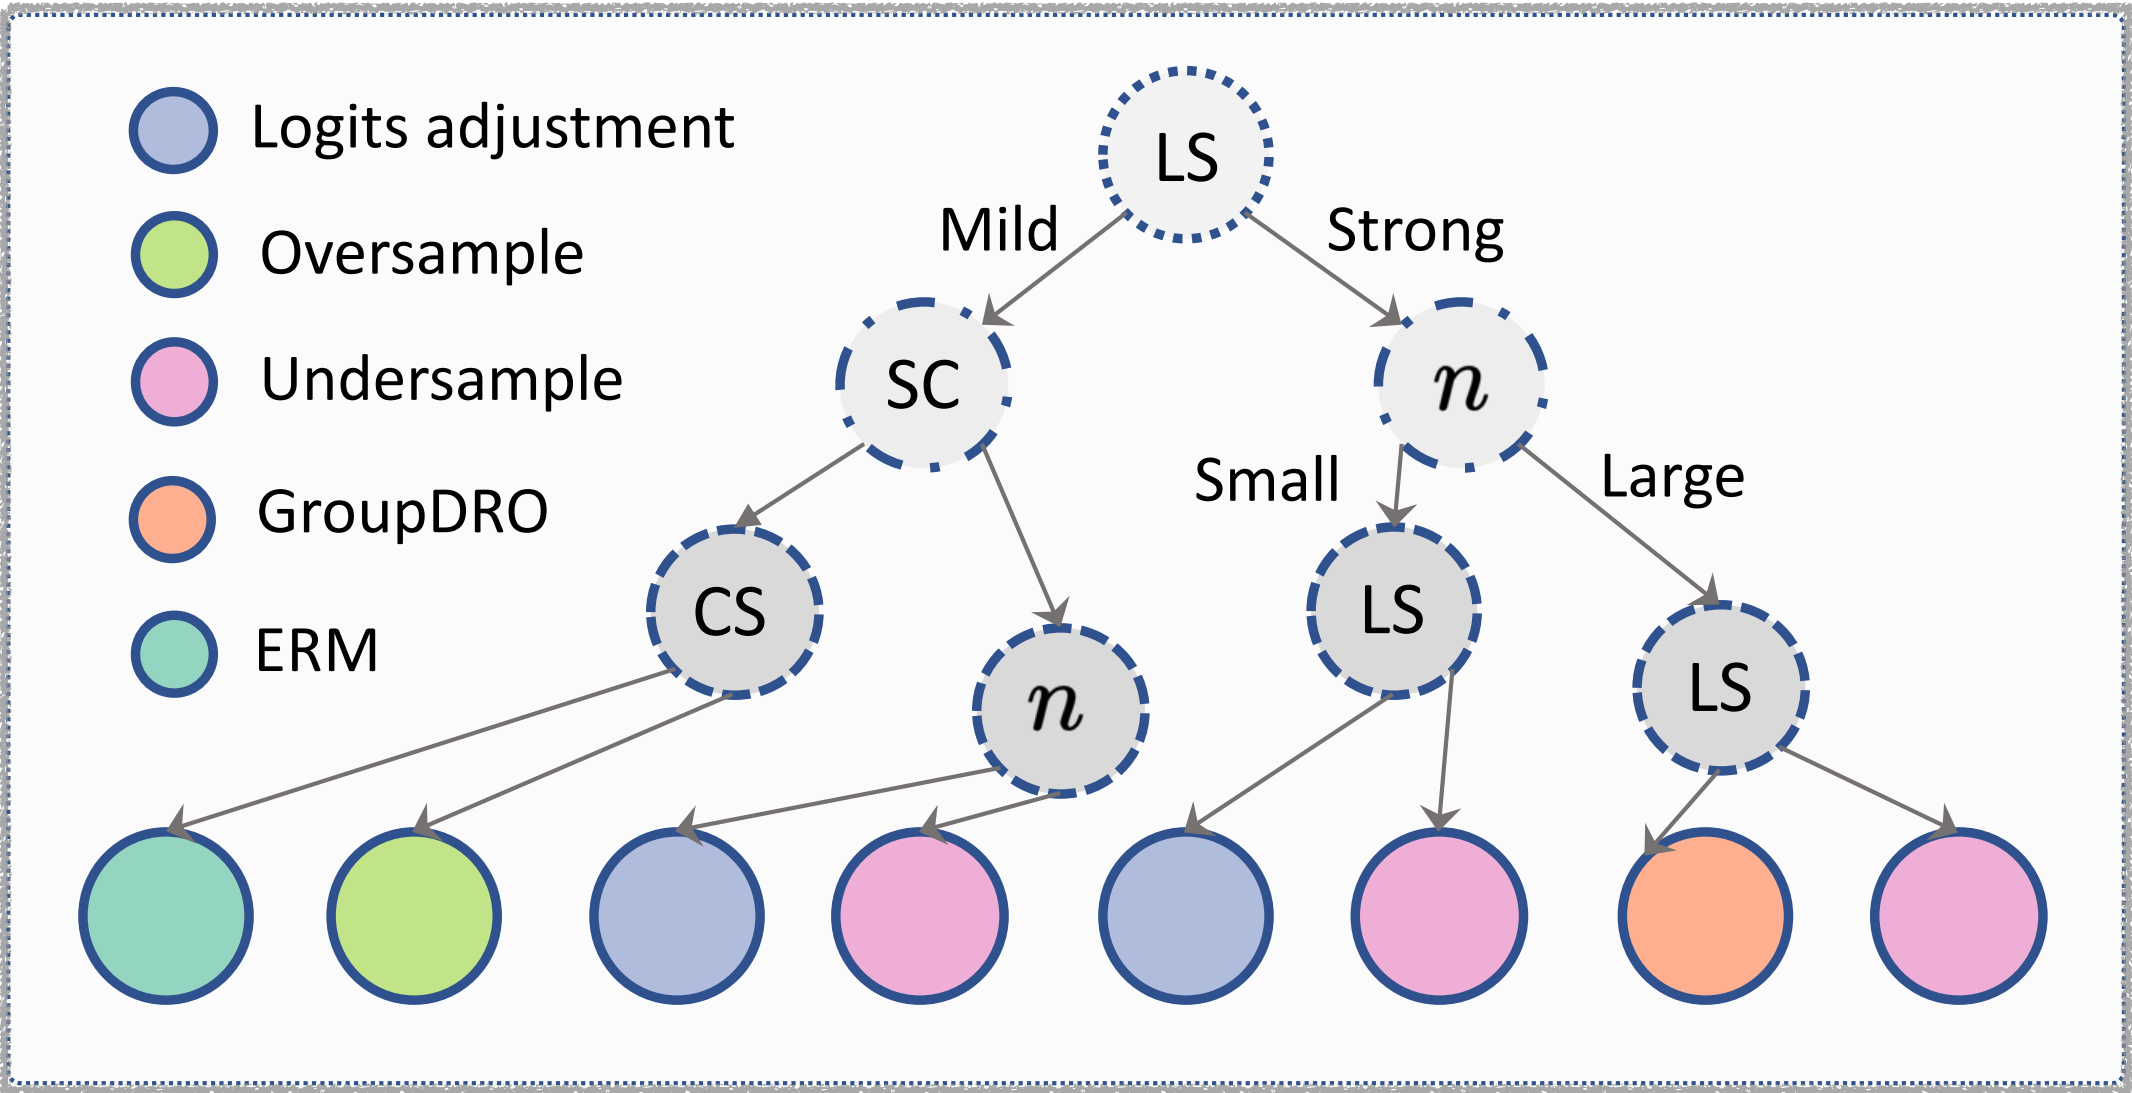 Logits adjustment
Oversample
Undersample
GroupDRO
ERM
LS
Mild
Strong
SC
n
Small
Large
CS
n
LS
LS